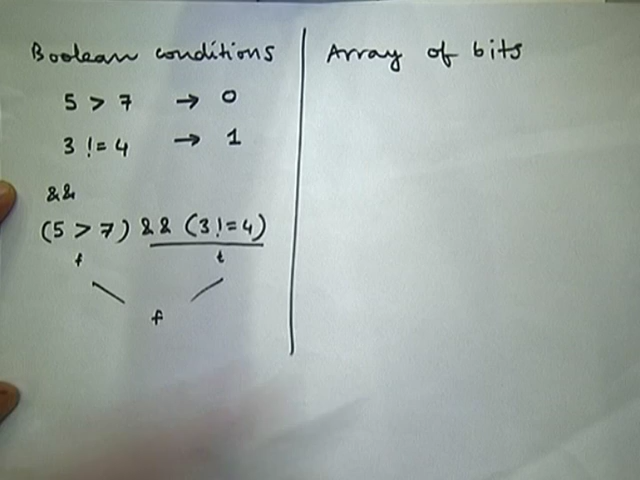 Boolean conditions
5 > 7 → 0
3 != 4 → 1
&&
(5 > 7) && (3 != 4)
f t
f
Array of bits